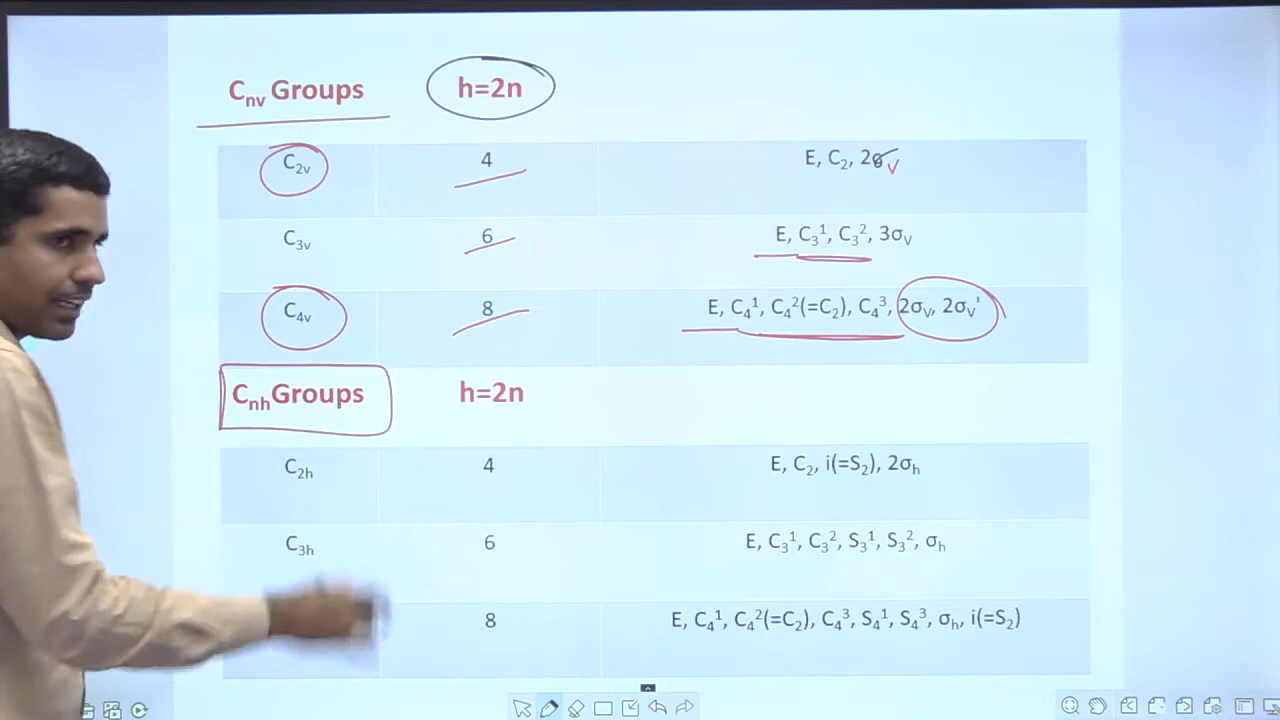 Cnv Groups h=2n
C2v 4 E, C2, 2σv
C3v 6 E, C3¹, C3², 3σv
C4v 8 E, C4¹, C4²(=C2), C4³, 2σv, 2σv'
CnhGroups h=2n
C2h 4 E, C2, i(=S2), 2σh
C3h 6 E, C3¹, C3², S3¹, S3², σh
8 E, C4¹, C4²(=C2), C4³, S4¹, S4³, σh, i(=S2)